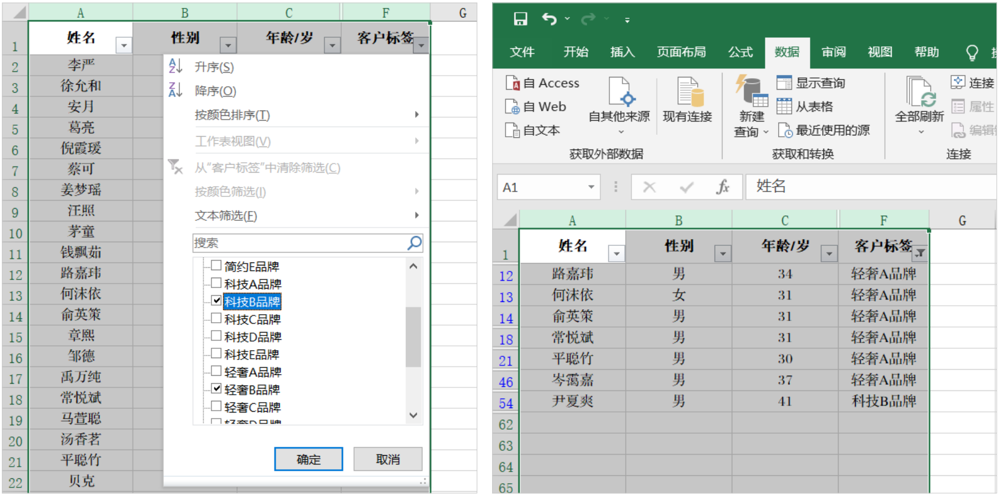 A B C F G
1 姓名 性别 年龄/岁 客户标签
2 李严
3 徐允和
4 安月
5 葛亮
6 倪霞瑗
7 蔡可
8 姜梦瑶
9 汪照
10 茅童
11 钱飘茹
12 路嘉玮
13 何沫依
14 俞英策
15 章熙
16 邹德
17 禹万纯
18 常悦斌
19 马萱聪
20 汤香茗
21 平聪竹
22 贝克
升序(S)
降序(O)
按颜色排序(T)
工作表视图(V)
从“客户标签”中清除筛选(C)
按颜色筛选(I)
文本筛选(F)
搜索
简约E品牌
科技A品牌
科技B品牌
科技C品牌
科技D品牌
科技E品牌
轻奢A品牌
轻奢B品牌
轻奢C品牌
轻奢D品牌
确定 取消
文件 开始 插入 页面布局 公式 数据 审阅 视图 帮助
自 Access
自 Web
自文本
自其他来源
现有连接
获取外部数据
新建
查询
显示查询
从表格
最近使用的源
获取和转换
全部刷新
连接
属性
编辑
连接
A1 fx 姓名
A B C F G
1 姓名 性别 年龄/岁 客户标签
12 路嘉玮 男 34 轻奢A品牌
13 何沫依 女 31 轻奢A品牌
14 俞英策 男 31 轻奢A品牌
18 常悦斌 男 31 轻奢A品牌
21 平聪竹 男 30 轻奢A品牌
46 岑霭嘉 男 37 轻奢A品牌
54 尹夏爽 男 41 科技B品牌
62
63
64
65